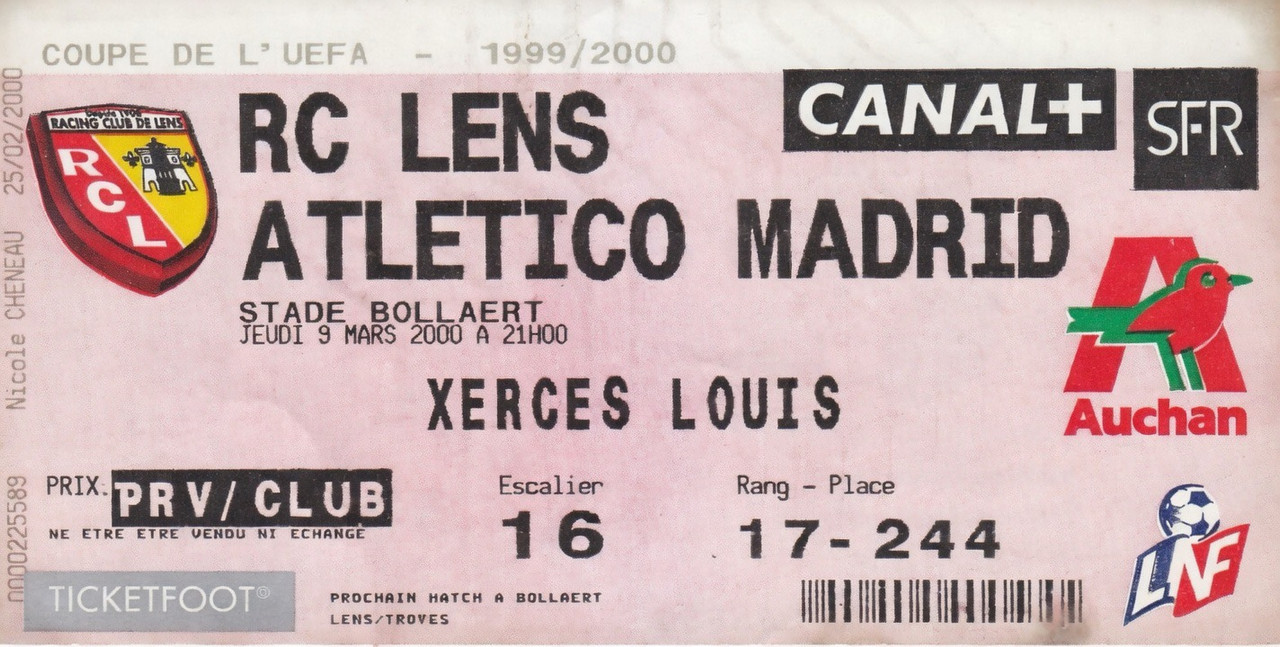 COUPE DE L'UEFA - 1999/2000
Depuis 1906
RACING CLUB DE LENS
RCL
RC LENS
ATLETICO MADRID
CANAL+
SFR
STADE BOLLAERT
JEUDI 9 MARS 2000 A 21H00
XERCES LOUIS
Auchan
PRIX. PRV/ CLUB
NE ETRE ETRE VENDU NI ECHANGE
Escalier
16
Rang - Place
17- 244
LNF
TICKETFOOT®
PROCHAIN MATCH A BOLLAERT
LENS/TROYES
0000225589 Nicole CHENEAU 25/02/2000